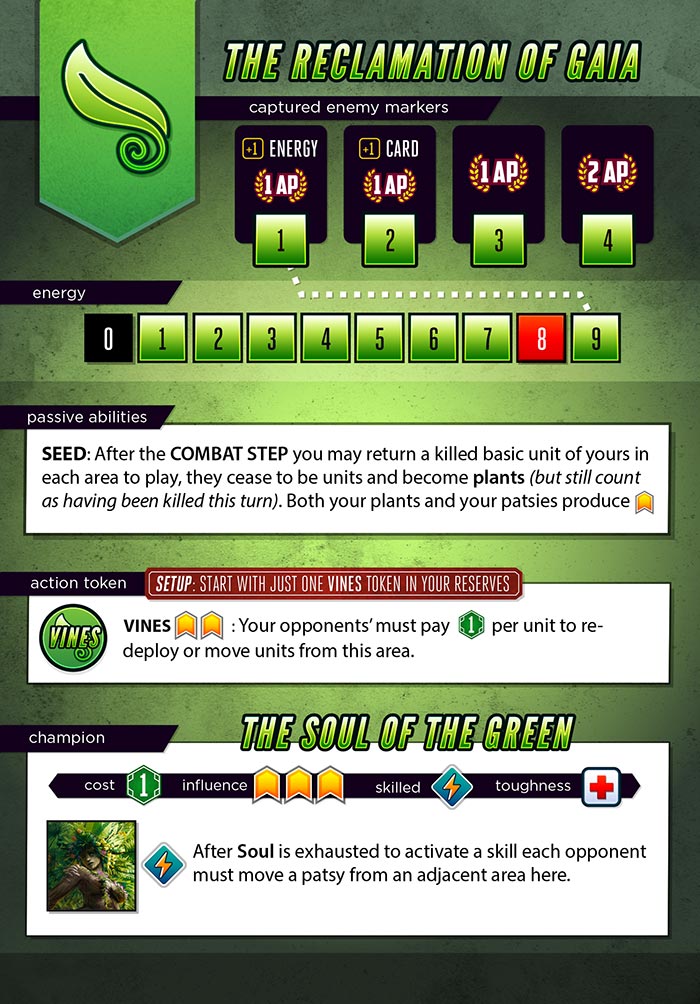 THE RECLAMATION OF GAIA
captured enemy markers
+1 ENERGY
1 AP
1
+1 CARD
1 AP
2
1 AP
3
2 AP
4
energy
0 1 2 3 4 5 6 7 8 9
passive abilities
SEED: After the COMBAT STEP you may return a killed basic unit of yours in
each area to play, they cease to be units and become plants (but still count
as having been killed this turn). Both your plants and your patsies produce
action token
SETUP: START WITH JUST ONE VINES TOKEN IN YOUR RESERVES
VINES
VINES : Your opponents' must pay 1 per unit to re-
deploy or move units from this area.
THE SOUL OF THE GREEN
champion
cost 1 influence skilled toughness
After Soul is exhausted to activate a skill each opponent
must move a patsy from an adjacent area here.